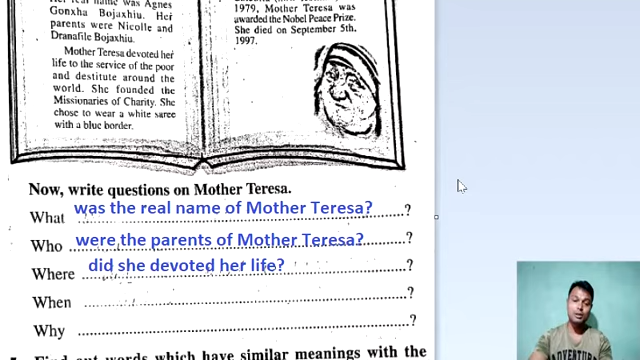 Her real name was Agnes
Gonxha Bojaxhiu. Her
parents were Nicolle and
Dranafile Bojaxhiu.
Mother Teresa devoted her
life to the service of the poor
and destitute around the
world. She founded the
Missionaries of Charity. She
chose to wear a white saree
with a blue border.
1979, Mother Teresa was
awarded the Nobel Peace Prize.
She died on September 5th.
1997.
Now, write questions on Mother Teresa.
What was the real name of Mother Teresa? ?
Who were the parents of Mother Teresa? ?
Where did she devoted her life? ?
When ?
Why ?
Find out words which have similar meanings with the
ADVENTURE